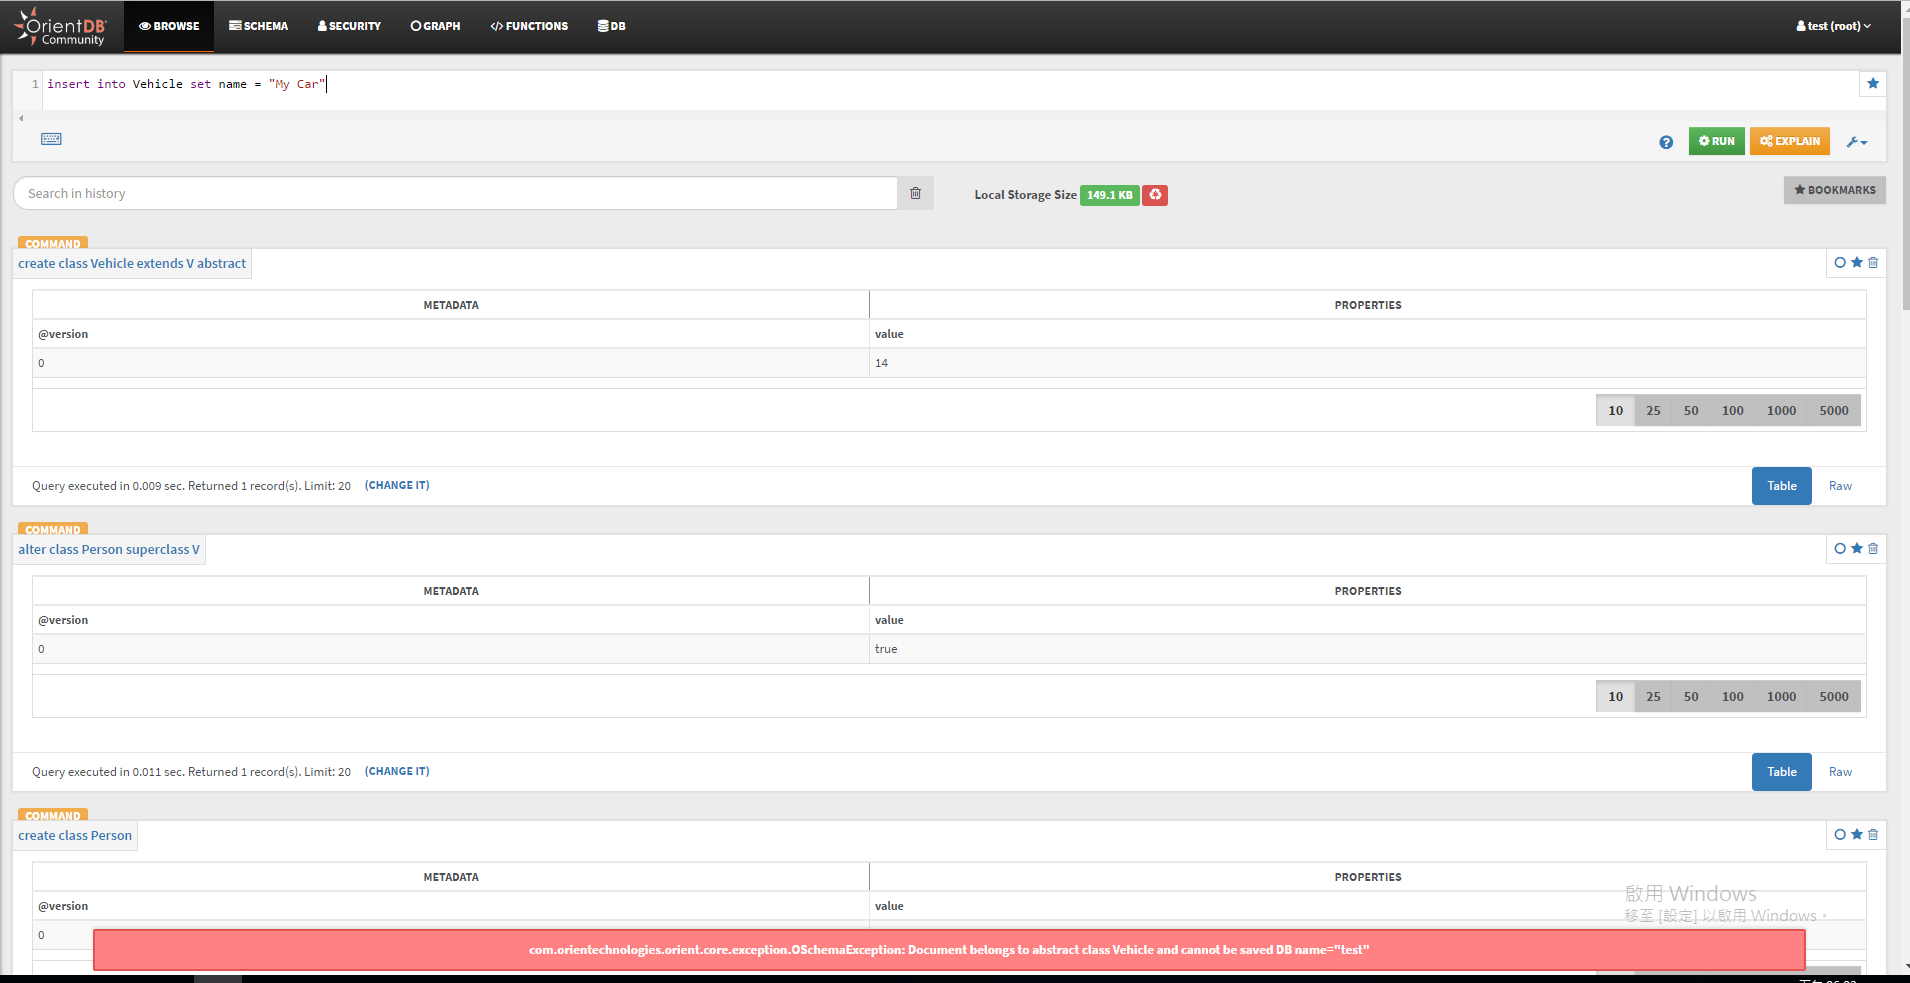 OrientDB
Community
BROWSE
SCHEMA
SECURITY
GRAPH
FUNCTIONS
DB
test (root)
1 insert into Vehicle set name = "My Car"
RUN
EXPLAIN
Search in history
Local Storage Size 149.1 KB
BOOKMARKS
COMMAND
create class Vehicle extends V abstract
METADATA PROPERTIES
@version value
0 14
10 25 50 100 1000 5000
Query executed in 0.009 sec. Returned 1 record(s). Limit: 20 (CHANGE IT)
Table Raw
COMMAND
alter class Person superclass V
METADATA PROPERTIES
@version value
0 true
10 25 50 100 1000 5000
Query executed in 0.011 sec. Returned 1 record(s). Limit: 20 (CHANGE IT)
Table Raw
COMMAND
create class Person
METADATA PROPERTIES
@version value
0
啟用 Windows
移至 [設定] 以啟用 Windows。
com.orientechnologies.orient.core.exception.OSchemaException: Document belongs to abstract class Vehicle and cannot be saved DB name="test"